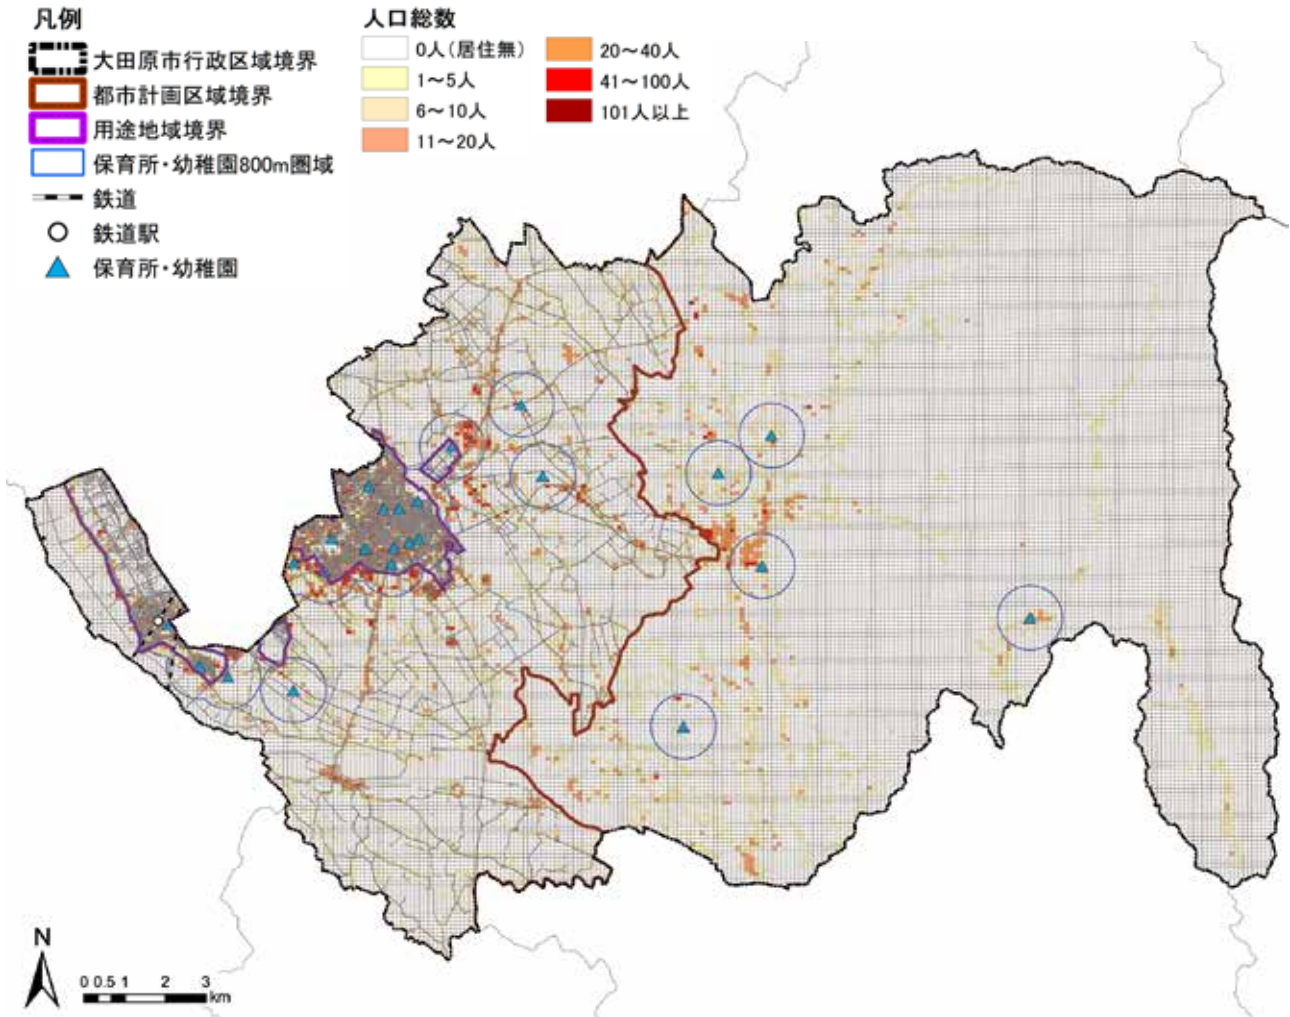 凡例
大田原市行政区域境界
都市計画区域境界
用途地域境界
保育所・幼稚園800m圏域
鉄道
鉄道駅
保育所・幼稚園
人口総数
0人(居住無)
1～5人
6～10人
11～20人
20～40人
41～100人
101人以上
N
0 0.5 1 2 3
km